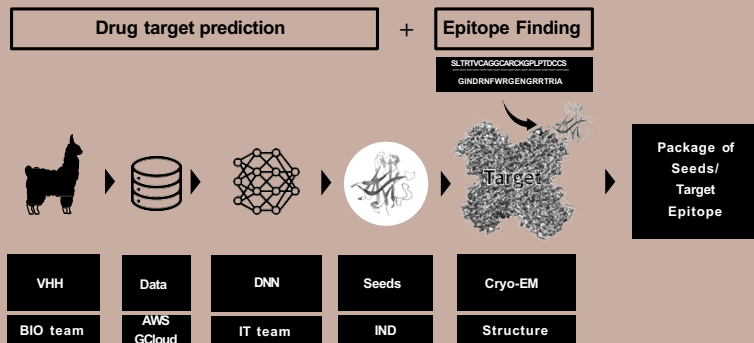 Drug target prediction
+
Epitope Finding
SLTRTVCAGGCARCKGPLPTDCCS
GINDRNFWRGENGRRTRIA
Target
Package of
Seeds/
Target
Epitope
VHH
Data
DNN
Seeds
Cryo-EM
BIO team
AWS
GCloud
IT team
IND
Structure